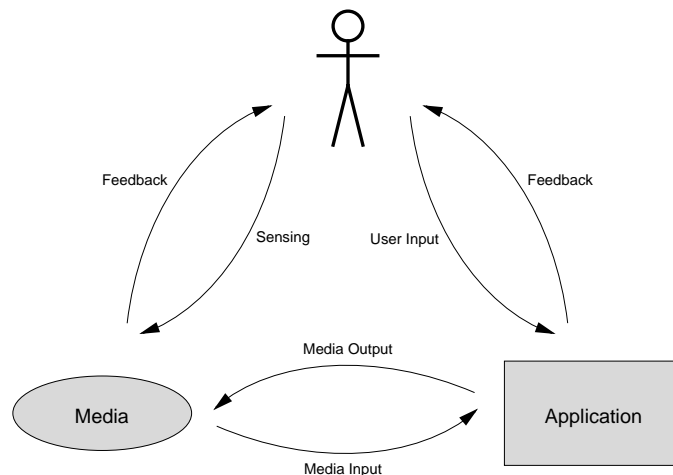 Feedback
Feedback
Sensing
User Input
Media Output
Media
Application
Media Input